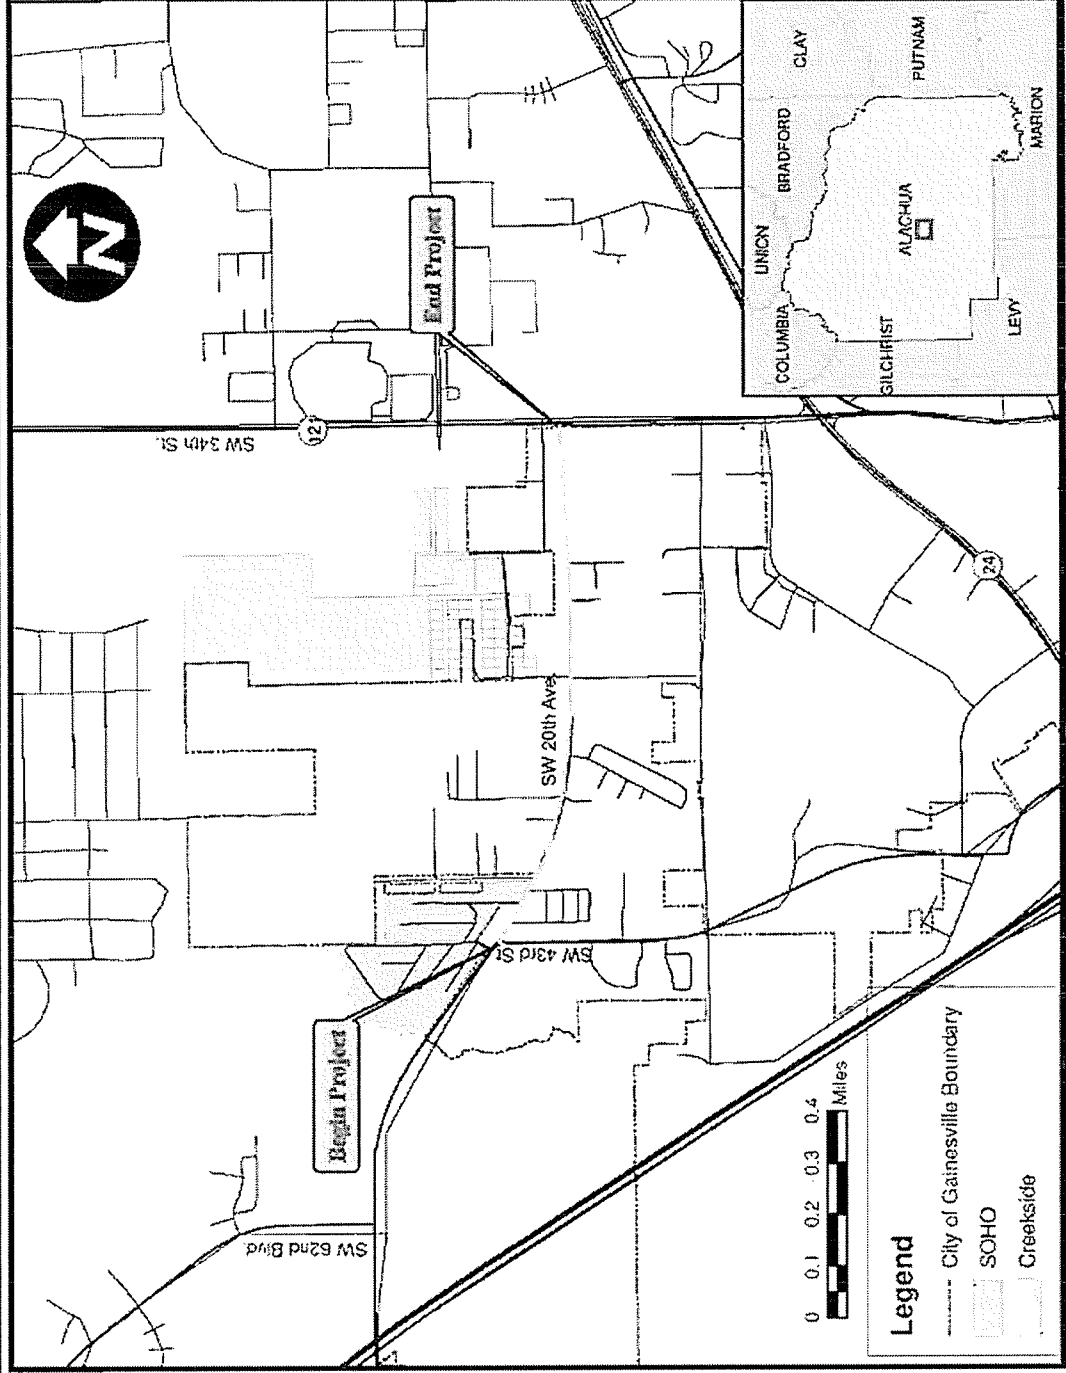 N
SW 34th St.
121
End Project
SW 20th Ave.
SW 43rd St
Begin Project
SW 62nd Blvd.
24
COLUMBIA
UNION
BRADFORD
CLAY
GILCHRIST
ALACHUA
PUTNAM
LEVY
MARION
0 0.1 0.2 0.3 0.4
Miles
Legend
City of Gainesville Boundary
SOHO
Creekside